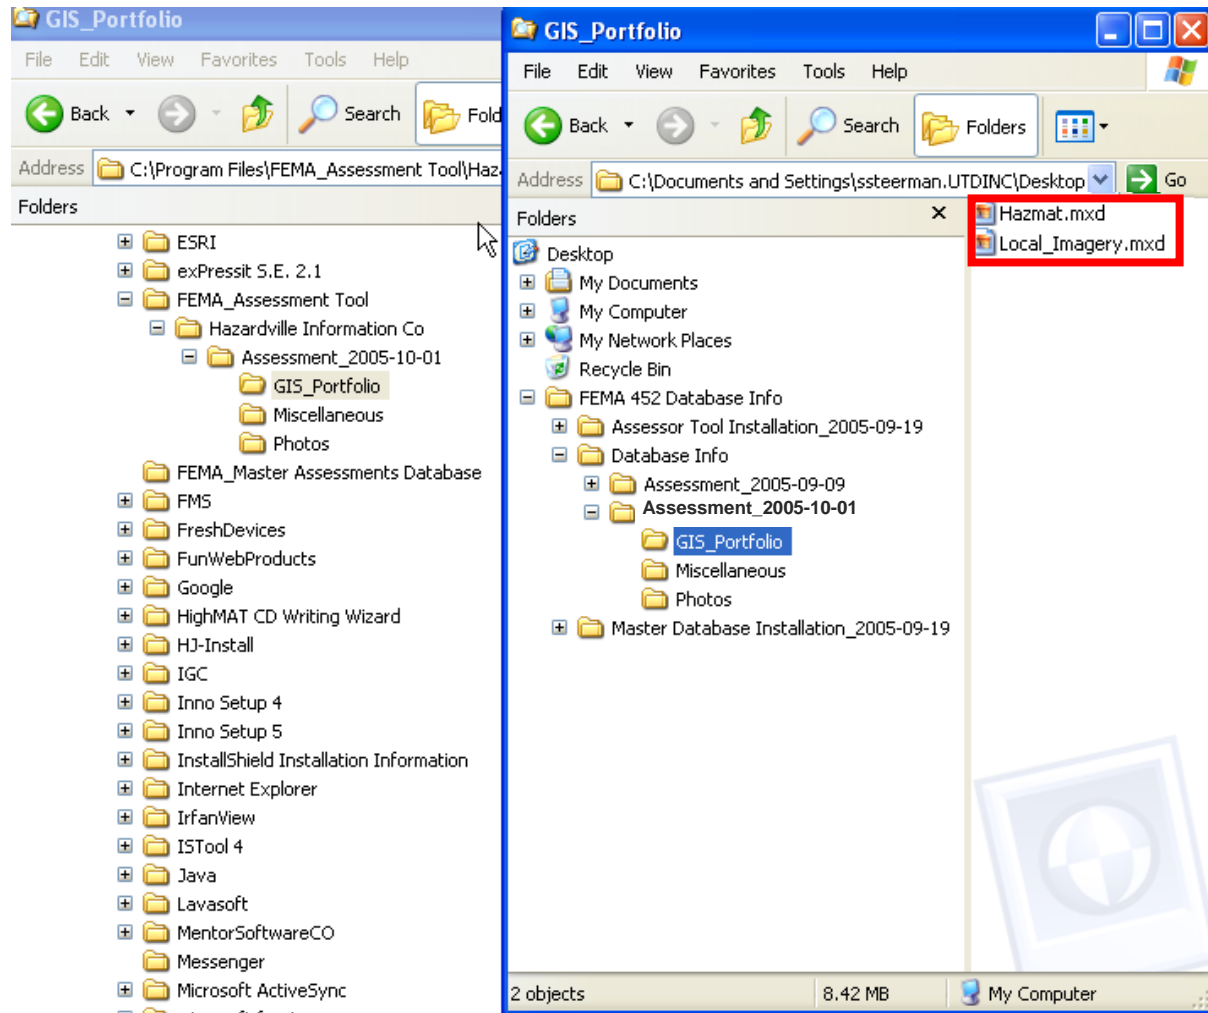 GIS_Portfolio
File Edit View Favorites Tools Help
Back Search Fold
Address C:\Program Files\FEMA_Assessment Tool\Haz
Folders
ESRI
exPressit S.E. 2.1
FEMA_Assessment Tool
Hazardville Information Co
Assessment_2005-10-01
GIS_Portfolio
Miscellaneous
Photos
FEMA_Master Assessments Database
FMS
FreshDevices
FunWebProducts
Google
HighMAT CD Writing Wizard
HJ-Install
IGC
Inno Setup 4
Inno Setup 5
InstallShield Installation Information
Internet Explorer
IrfanView
ISTool 4
Java
Lavasoft
MentorSoftwareCO
Messenger
Microsoft ActiveSync
GIS_Portfolio
File Edit View Favorites Tools Help
Back Search Folders
Address C:\Documents and Settings\ssteerman.UTDINC\Desktop Go
Folders
Desktop
My Documents
My Computer
My Network Places
Recycle Bin
FEMA 452 Database Info
Assessor Tool Installation_2005-09-19
Database Info
Assessment_2005-09-09
Assessment_2005-10-01
GIS_Portfolio
Miscellaneous
Photos
Master Database Installation_2005-09-19
Hazmat.mxd
Local_Imagery.mxd
2 objects 8.42 MB My Computer